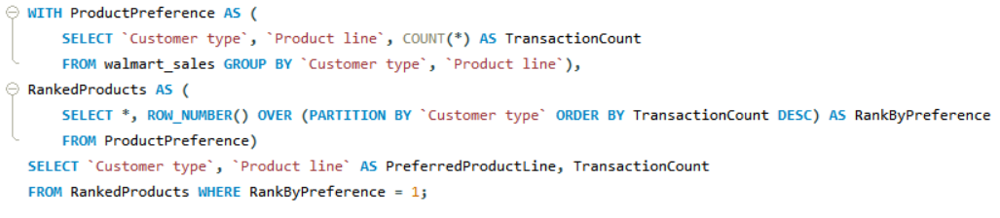 WITH ProductPreference AS (
SELECT `Customer type`, `Product line`, COUNT(*) AS TransactionCount
FROM walmart_sales GROUP BY `Customer type`, `Product line`),
RankedProducts AS (
SELECT *, ROW_NUMBER() OVER (PARTITION BY `Customer type` ORDER BY TransactionCount DESC) AS RankByPreference
FROM ProductPreference)
SELECT `Customer type`, `Product line` AS PreferredProductLine, TransactionCount
FROM RankedProducts WHERE RankByPreference = 1;